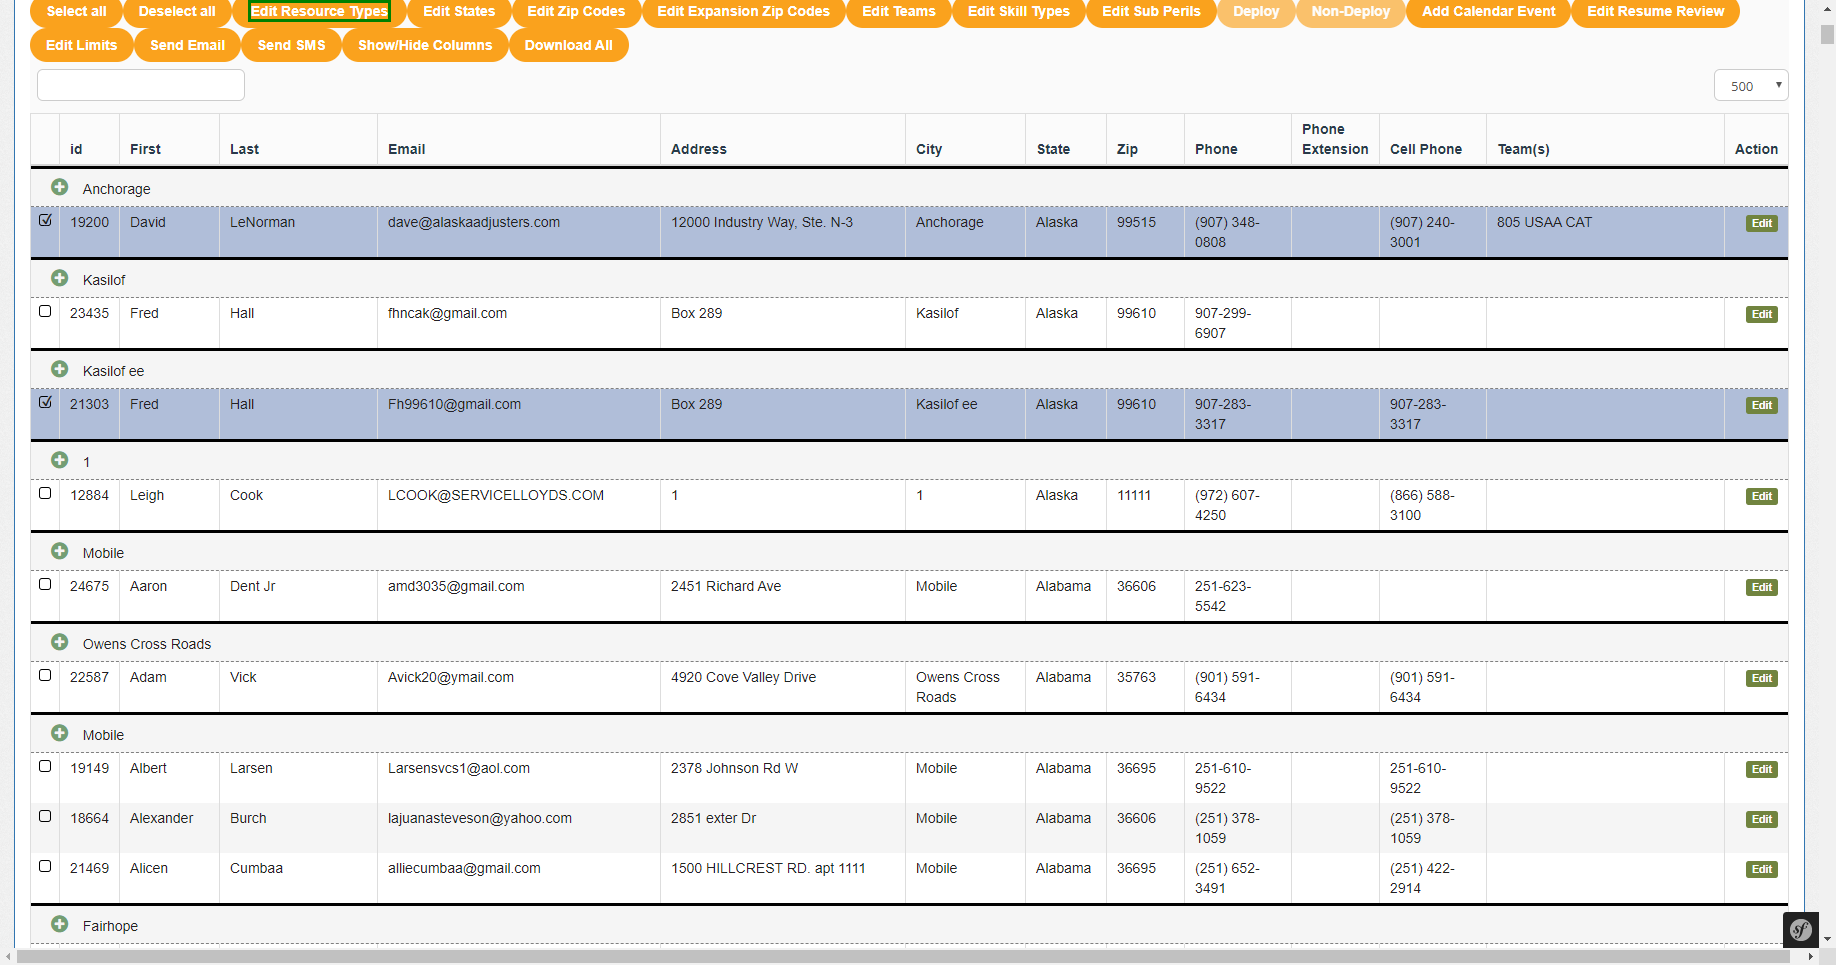 Select all Deselect all Edit Resource Types Edit States Edit Zip Codes Edit Expansion Zip Codes Edit Teams Edit Skill Types Edit Sub Perils Deploy Non-Deploy Add Calendar Event Edit Resume Review
Edit Limits Send Email Send SMS Show/Hide Columns Download All
500
id First Last Email Address City State Zip Phone Phone Extension Cell Phone Team(s) Action
Anchorage
19200 David LeNorman dave@alaskaadjusters.com 12000 Industry Way, Ste. N-3 Anchorage Alaska 99515 (907) 348- (907) 240- 805 USAA CAT Edit
0808 3001
Kasilof
23435 Fred Hall fhncak@gmail.com Box 289 Kasilof Alaska 99610 907-299- Edit
6907
Kasilof ee
21303 Fred Hall Fh99610@gmail.com Box 289 Kasilof ee Alaska 99610 907-283- 907-283- Edit
3317 3317
1
12884 Leigh Cook LCOOK@SERVICELLOYDS.COM 1 1 Alaska 11111 (972) 607- (866) 588- Edit
4250 3100
Mobile
24675 Aaron Dent Jr amd3035@gmail.com 2451 Richard Ave Mobile Alabama 36606 251-623- Edit
5542
Owens Cross Roads
22587 Adam Vick Avick20@ymail.com 4920 Cove Valley Drive Owens Cross Alabama 35763 (901) 591- (901) 591- Edit
Roads 6434 6434
Mobile
19149 Albert Larsen Larsensvcs1@aol.com 2378 Johnson Rd W Mobile Alabama 36695 251-610- 251-610- Edit
9522 9522
18664 Alexander Burch lajuanasteveson@yahoo.com 2851 exter Dr Mobile Alabama 36606 (251) 378- (251) 378- Edit
1059 1059
21469 Alicen Cumbaa alliecumbaa@gmail.com 1500 HILLCREST RD. apt 1111 Mobile Alabama 36695 (251) 652- (251) 422- Edit
3491 2914
Fairhope
sf